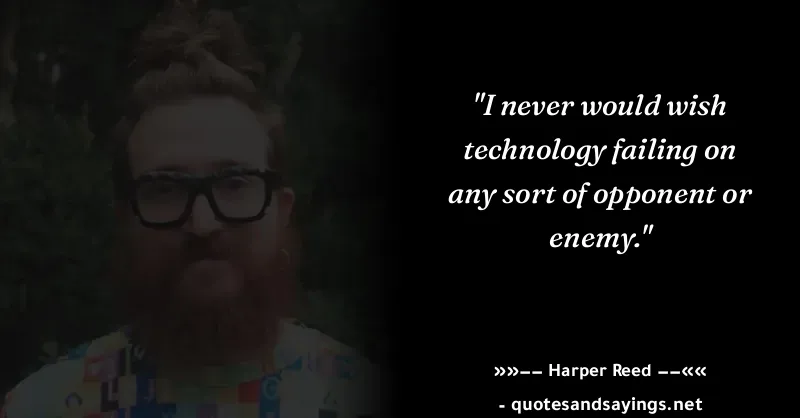 "I never would wish
technology failing on
any sort of opponent or
enemy."
»»–– Harper Reed ––««
- quotesandsayings.net